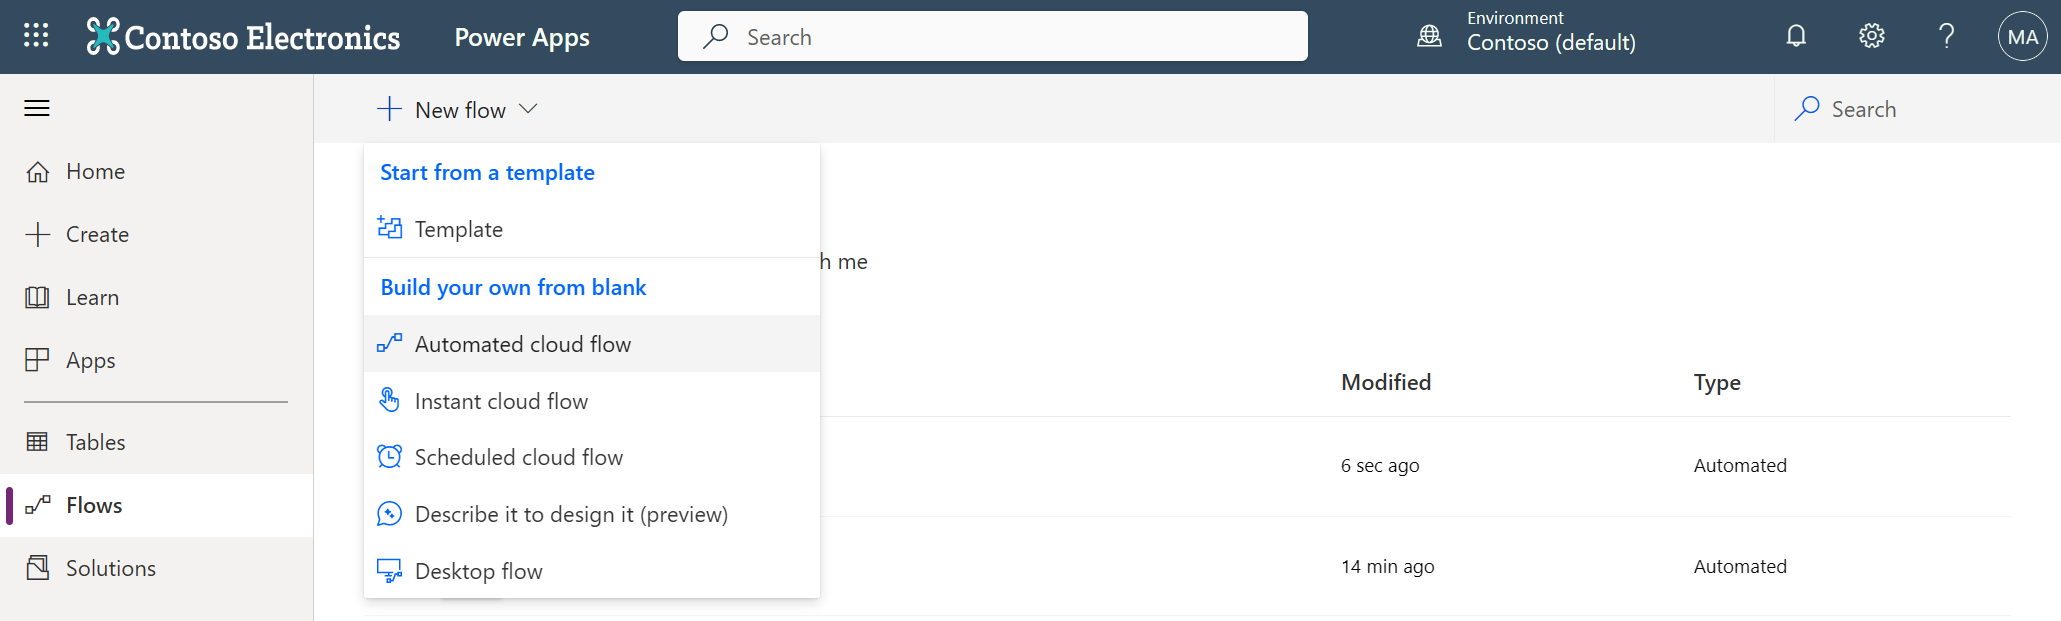 Contoso Electronics
Power Apps
Search
Environment
Contoso (default)
MA
New flow
Search
Home
Create
Learn
Apps
Tables
Flows
Solutions
Start from a template
Template
Build your own from blank
Automated cloud flow
Instant cloud flow
Scheduled cloud flow
Describe it to design it (preview)
Desktop flow
h me
Modified Type
6 sec ago Automated
14 min ago Automated